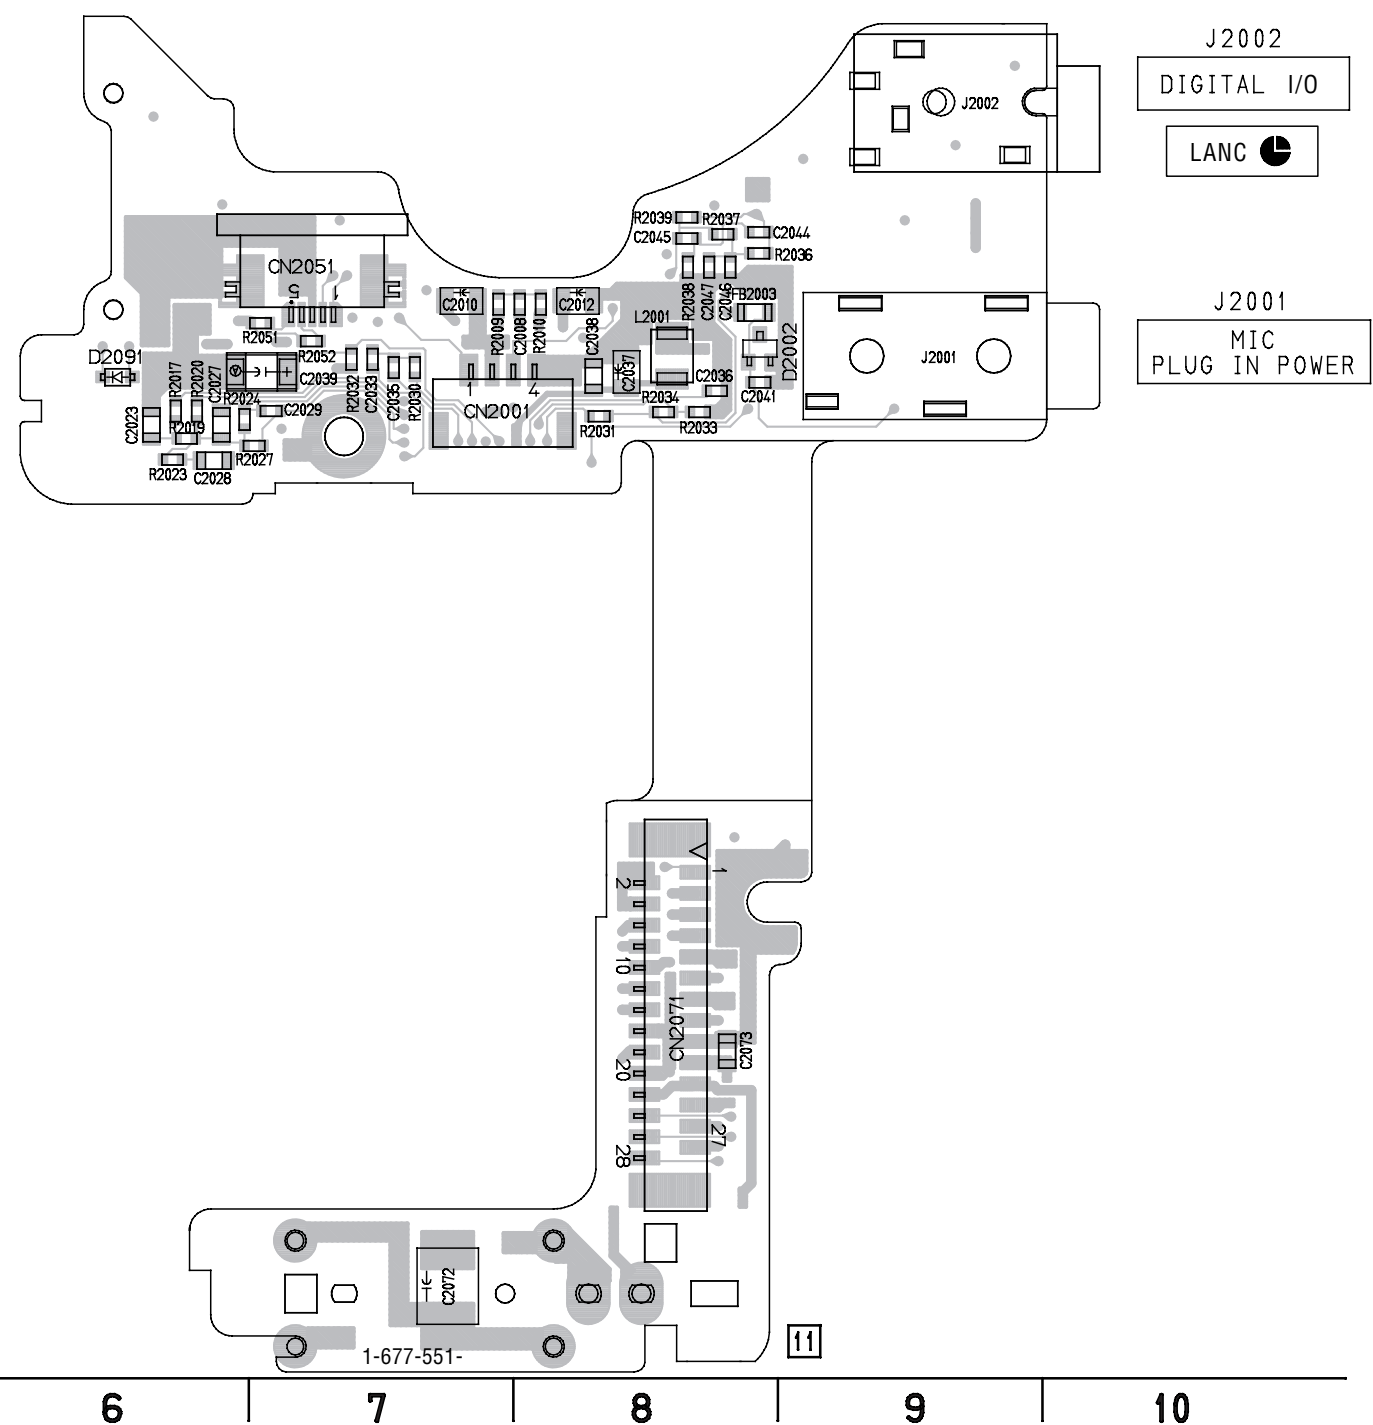 J2002
DIGITAL I/O
LANC
J2002
R2039
R2037
C2045
C2044
R2036
CN2051
5
1
C2010
R2009
C2008
R2010
C2012
C2038
R2038
C2047
C2046
FB2003
L2001
D2002
J2001
J2001
MIC
PLUG IN POWER
R2051
R2052
D2091
R2017
R2020
C2027
C2039
R2032
C2033
C2035
R2030
1
4
CN2001
C2037
C2036
C2041
R2024
C2029
C2023
R2019
R2034
R2033
R2031
R2027
R2023
C2028
1
2
10
CN2071
C2073
20
27
28
C2072
1-677-551-
11
6
7
8
9
10